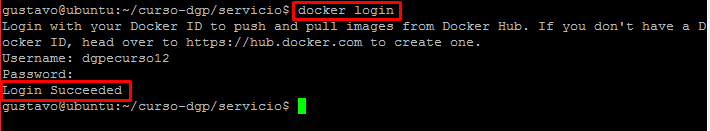 gustavo@ubuntu:~/curso-dgp/servicio$ docker login
Login with your Docker ID to push and pull images from Docker Hub. If you don't have a D
ocker ID, head over to https://hub.docker.com to create one.
Username: dgpecurso12
Password:
Login Succeeded
gustavo@ubuntu:~/curso-dgp/servicio$